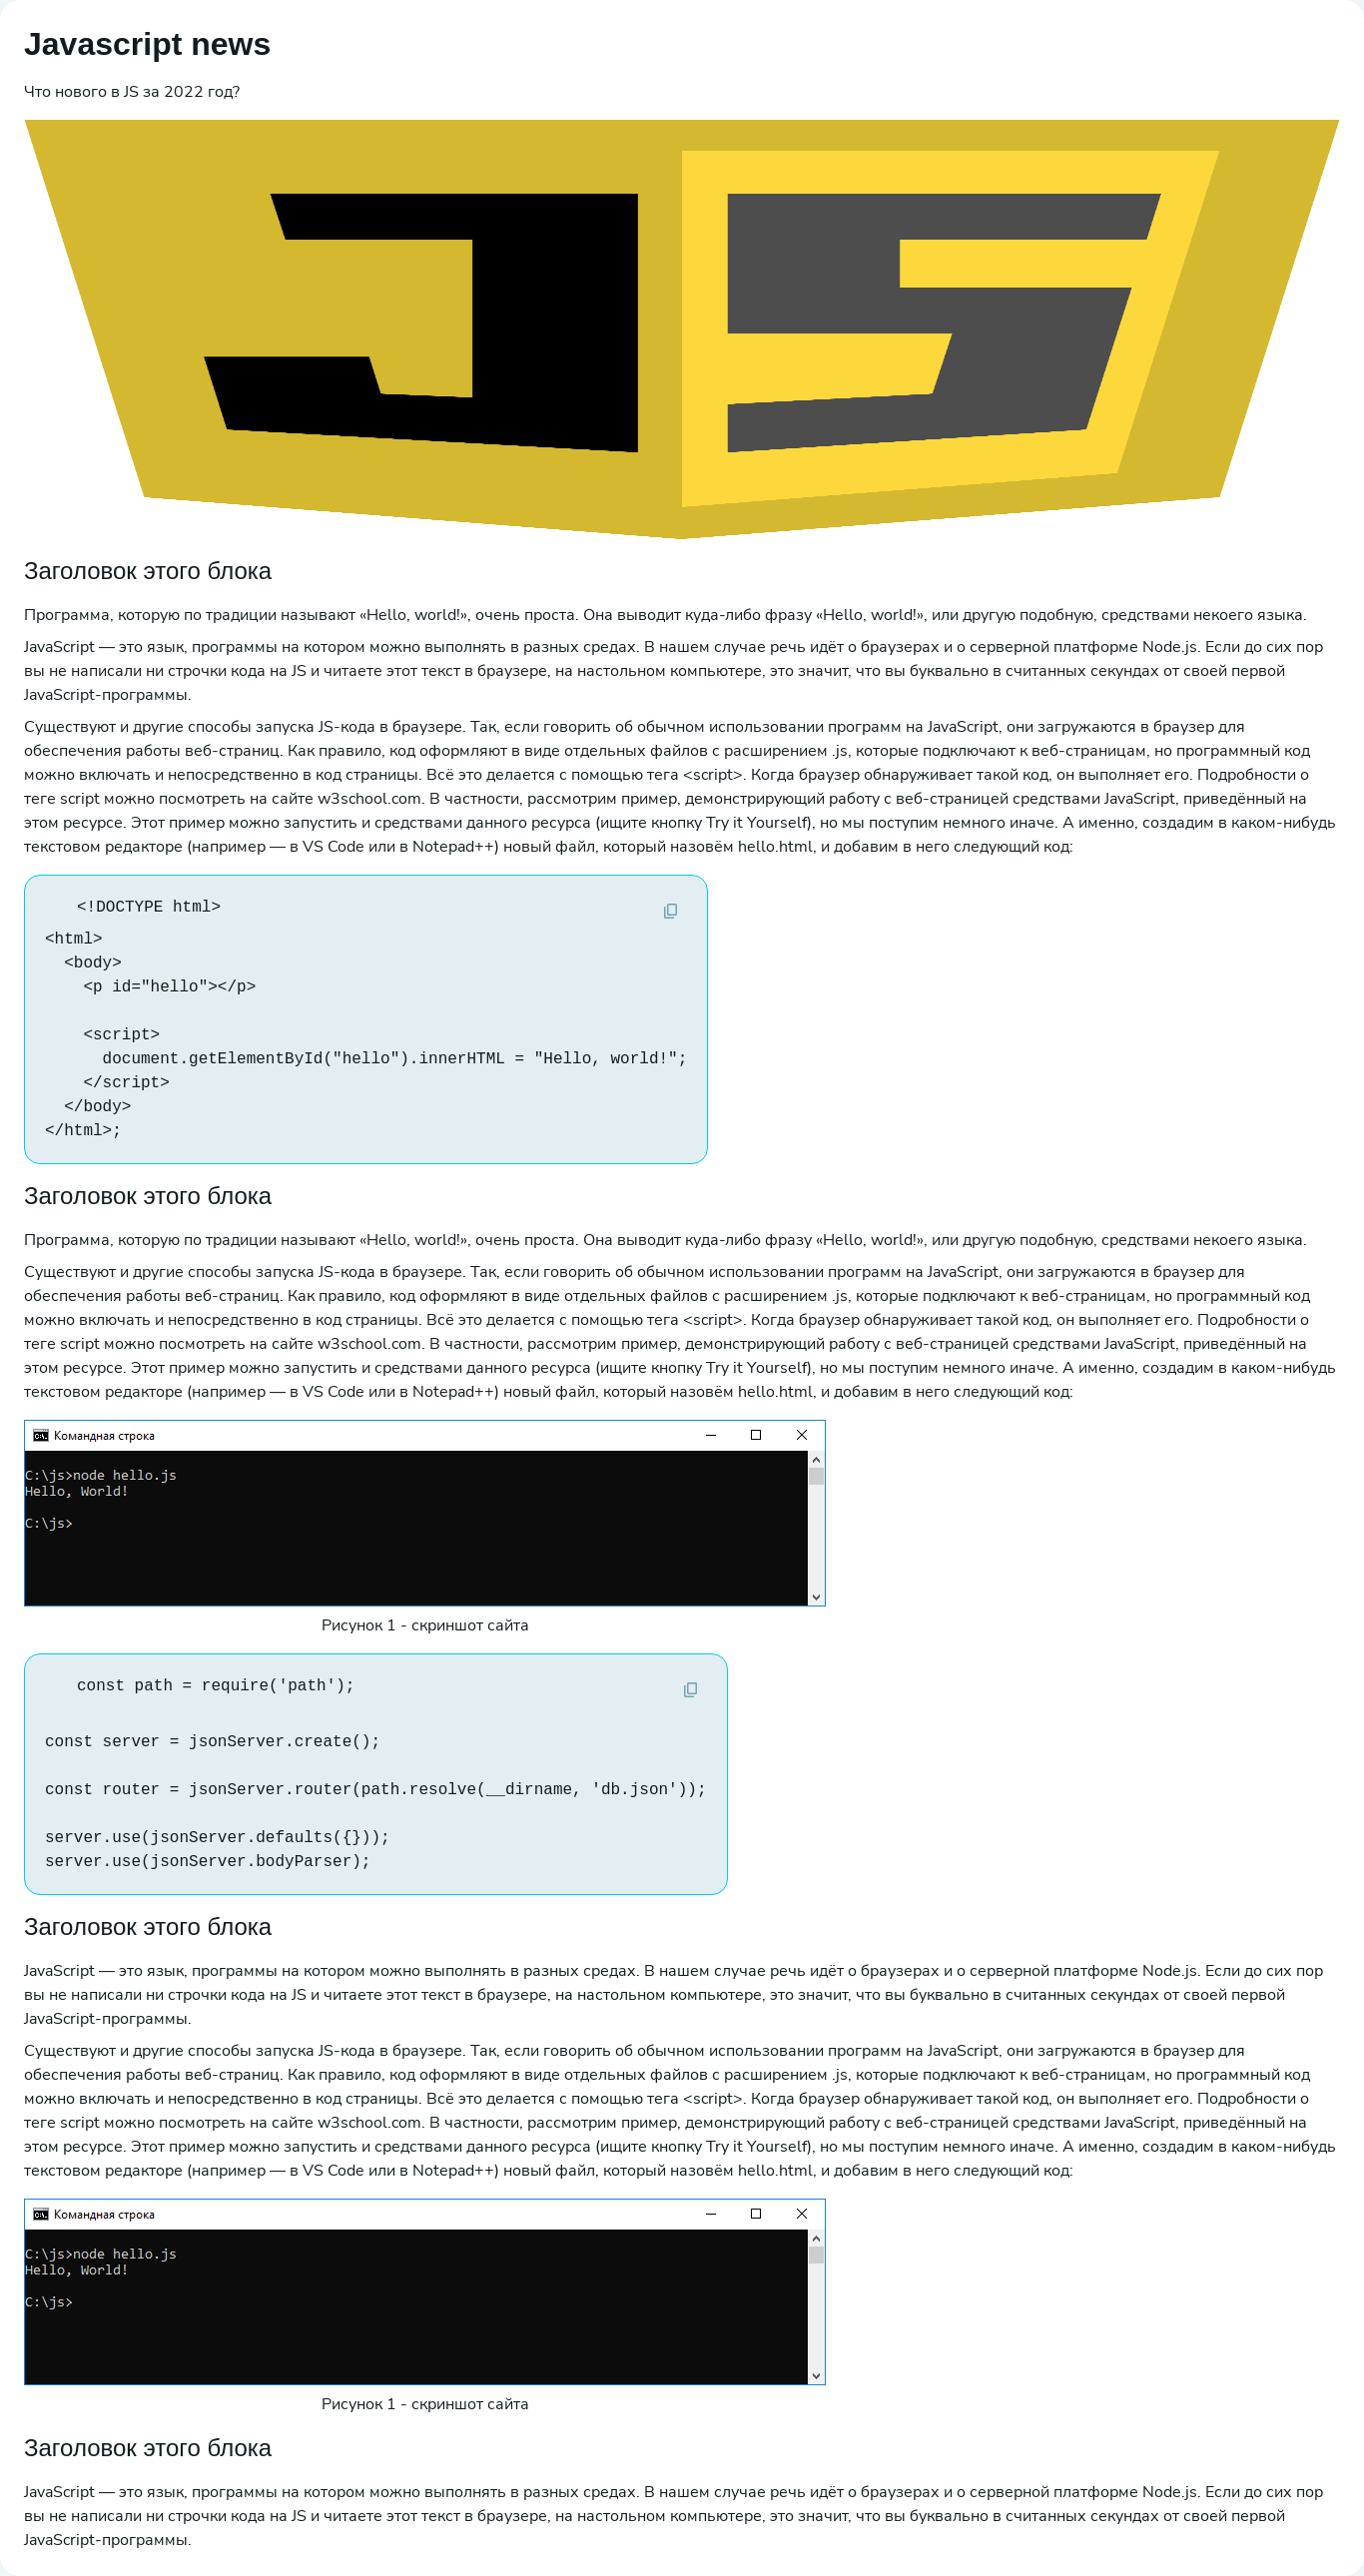 Javascript news
Что нового в JS за 2022 год?
JS
Заголовок этого блока
Программа, которую по традиции называют «Hello, world!», очень проста. Она выводит куда-либо фразу «Hello, world!», или другую подобную, средствами некоего языка.
JavaScript — это язык, программы на котором можно выполнять в разных средах. В нашем случае речь идёт о браузерах и о серверной платформе Node.js. Если до сих пор
вы не написали ни строчки кода на JS и читаете этот текст в браузере, на настольном компьютере, это значит, что вы буквально в считанных секундах от своей первой
JavaScript-программы.
Существуют и другие способы запуска JS-кода в браузере. Так, если говорить об обычном использовании программ на JavaScript, они загружаются в браузер для
обеспечения работы веб-страниц. Как правило, код оформляют в виде отдельных файлов с расширением .js, которые подключают к веб-страницам, но программный код
можно включать и непосредственно в код страницы. Всё это делается с помощью тега <script>. Когда браузер обнаруживает такой код, он выполняет его. Подробности о
теге script можно посмотреть на сайте w3school.com. В частности, рассмотрим пример, демонстрирующий работу с веб-страницей средствами JavaScript, приведённый на
этом ресурсе. Этот пример можно запустить и средствами данного ресурса (ищите кнопку Try it Yourself), но мы поступим немного иначе. А именно, создадим в каком-нибудь
текстовом редакторе (например — в VS Code или в Notepad++) новый файл, который назовём hello.html, и добавим в него следующий код:
<!DOCTYPE html>
<html>
  <body>
    <p id="hello"></p>
    <script>
      document.getElementById("hello").innerHTML = "Hello, world!";
    </script>
  </body>
</html>;
Заголовок этого блока
Программа, которую по традиции называют «Hello, world!», очень проста. Она выводит куда-либо фразу «Hello, world!», или другую подобную, средствами некоего языка.
Существуют и другие способы запуска JS-кода в браузере. Так, если говорить об обычном использовании программ на JavaScript, они загружаются в браузер для
обеспечения работы веб-страниц. Как правило, код оформляют в виде отдельных файлов с расширением .js, которые подключают к веб-страницам, но программный код
можно включать и непосредственно в код страницы. Всё это делается с помощью тега <script>. Когда браузер обнаруживает такой код, он выполняет его. Подробности о
теге script можно посмотреть на сайте w3school.com. В частности, рассмотрим пример, демонстрирующий работу с веб-страницей средствами JavaScript, приведённый на
этом ресурсе. Этот пример можно запустить и средствами данного ресурса (ищите кнопку Try it Yourself), но мы поступим немного иначе. А именно, создадим в каком-нибудь
текстовом редакторе (например — в VS Code или в Notepad++) новый файл, который назовём hello.html, и добавим в него следующий код:
Командная строка
C:\js>node hello.js
Hello, World!
C:\js>
Рисунок 1 - скриншот сайта
const path = require('path');
const server = jsonServer.create();
const router = jsonServer.router(path.resolve(__dirname, 'db.json'));
server.use(jsonServer.defaults({}));
server.use(jsonServer.bodyParser);
Заголовок этого блока
JavaScript — это язык, программы на котором можно выполнять в разных средах. В нашем случае речь идёт о браузерах и о серверной платформе Node.js. Если до сих пор
вы не написали ни строчки кода на JS и читаете этот текст в браузере, на настольном компьютере, это значит, что вы буквально в считанных секундах от своей первой
JavaScript-программы.
Существуют и другие способы запуска JS-кода в браузере. Так, если говорить об обычном использовании программ на JavaScript, они загружаются в браузер для
обеспечения работы веб-страниц. Как правило, код оформляют в виде отдельных файлов с расширением .js, которые подключают к веб-страницам, но программный код
можно включать и непосредственно в код страницы. Всё это делается с помощью тега <script>. Когда браузер обнаруживает такой код, он выполняет его. Подробности о
теге script можно посмотреть на сайте w3school.com. В частности, рассмотрим пример, демонстрирующий работу с веб-страницей средствами JavaScript, приведённый на
этом ресурсе. Этот пример можно запустить и средствами данного ресурса (ищите кнопку Try it Yourself), но мы поступим немного иначе. А именно, создадим в каком-нибудь
текстовом редакторе (например — в VS Code или в Notepad++) новый файл, который назовём hello.html, и добавим в него следующий код:
Командная строка
C:\js>node hello.js
Hello, World!
C:\js>
Рисунок 1 - скриншот сайта
Заголовок этого блока
JavaScript — это язык, программы на котором можно выполнять в разных средах. В нашем случае речь идёт о браузерах и о серверной платформе Node.js. Если до сих пор
вы не написали ни строчки кода на JS и читаете этот текст в браузере, на настольном компьютере, это значит, что вы буквально в считанных секундах от своей первой
JavaScript-программы.